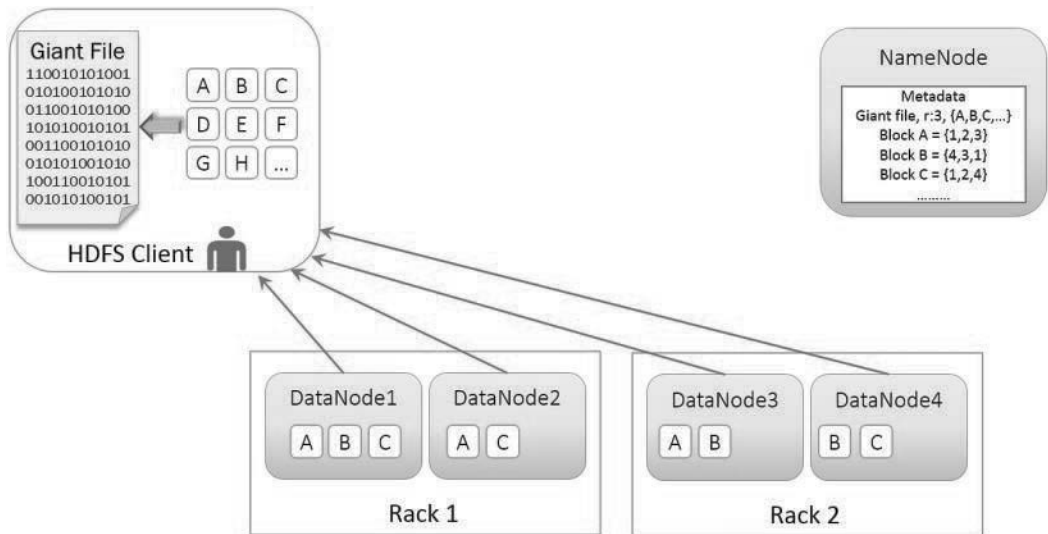 Giant File
110010101001
010100101010
011001010100
101010010101
001100101010
010101001010
100110010101
001010100101
A B C
D E F
G H ...
HDFS Client
NameNode
Metadata
Giant file, r:3, {A,B,C,...}
Block A = {1,2,3}
Block B = {4,3,1}
Block C = {1,2,4}
.........
DataNode1
A B C
DataNode2
A C
Rack 1
DataNode3
A B
DataNode4
B C
Rack 2